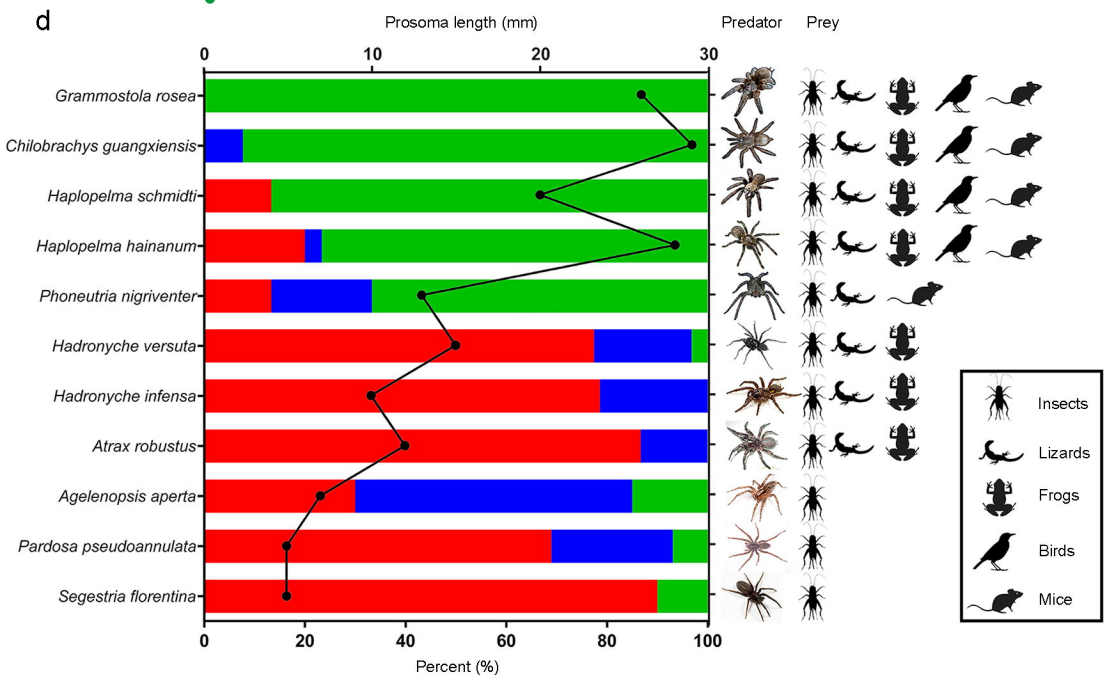 d
Prosoma length (mm)
Predator
Prey
0 10 20 30
Grammostola rosea
Chilobrachys guangxiensis
Haplopelma schmidti
Haplopelma hainanum
Phoneutria nigriventer
Hadronyche versuta
Hadronyche infensa
Atrax robustus
Agelenopsis aperta
Pardosa pseudoannulata
Segestria florentina
0 20 40 60 80 100
Percent (%)
Insects
Lizards
Frogs
Birds
Mice